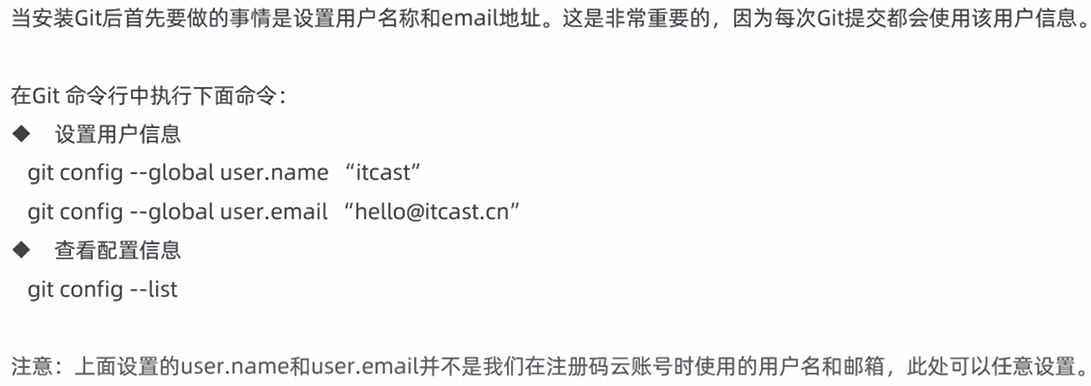 当安装Git后首先要做的事情是设置用户名称和email地址。这是非常重要的，因为每次Git提交都会使用该用户信息。
在Git 命令行中执行下面命令：
◆ 设置用户信息
git config --global user.name “itcast”
git config --global user.email “hello@itcast.cn”
◆ 查看配置信息
git config --list
注意：上面设置的user.name和user.email并不是我们在注册码云账号时使用的用户名和邮箱，此处可以任意设置。